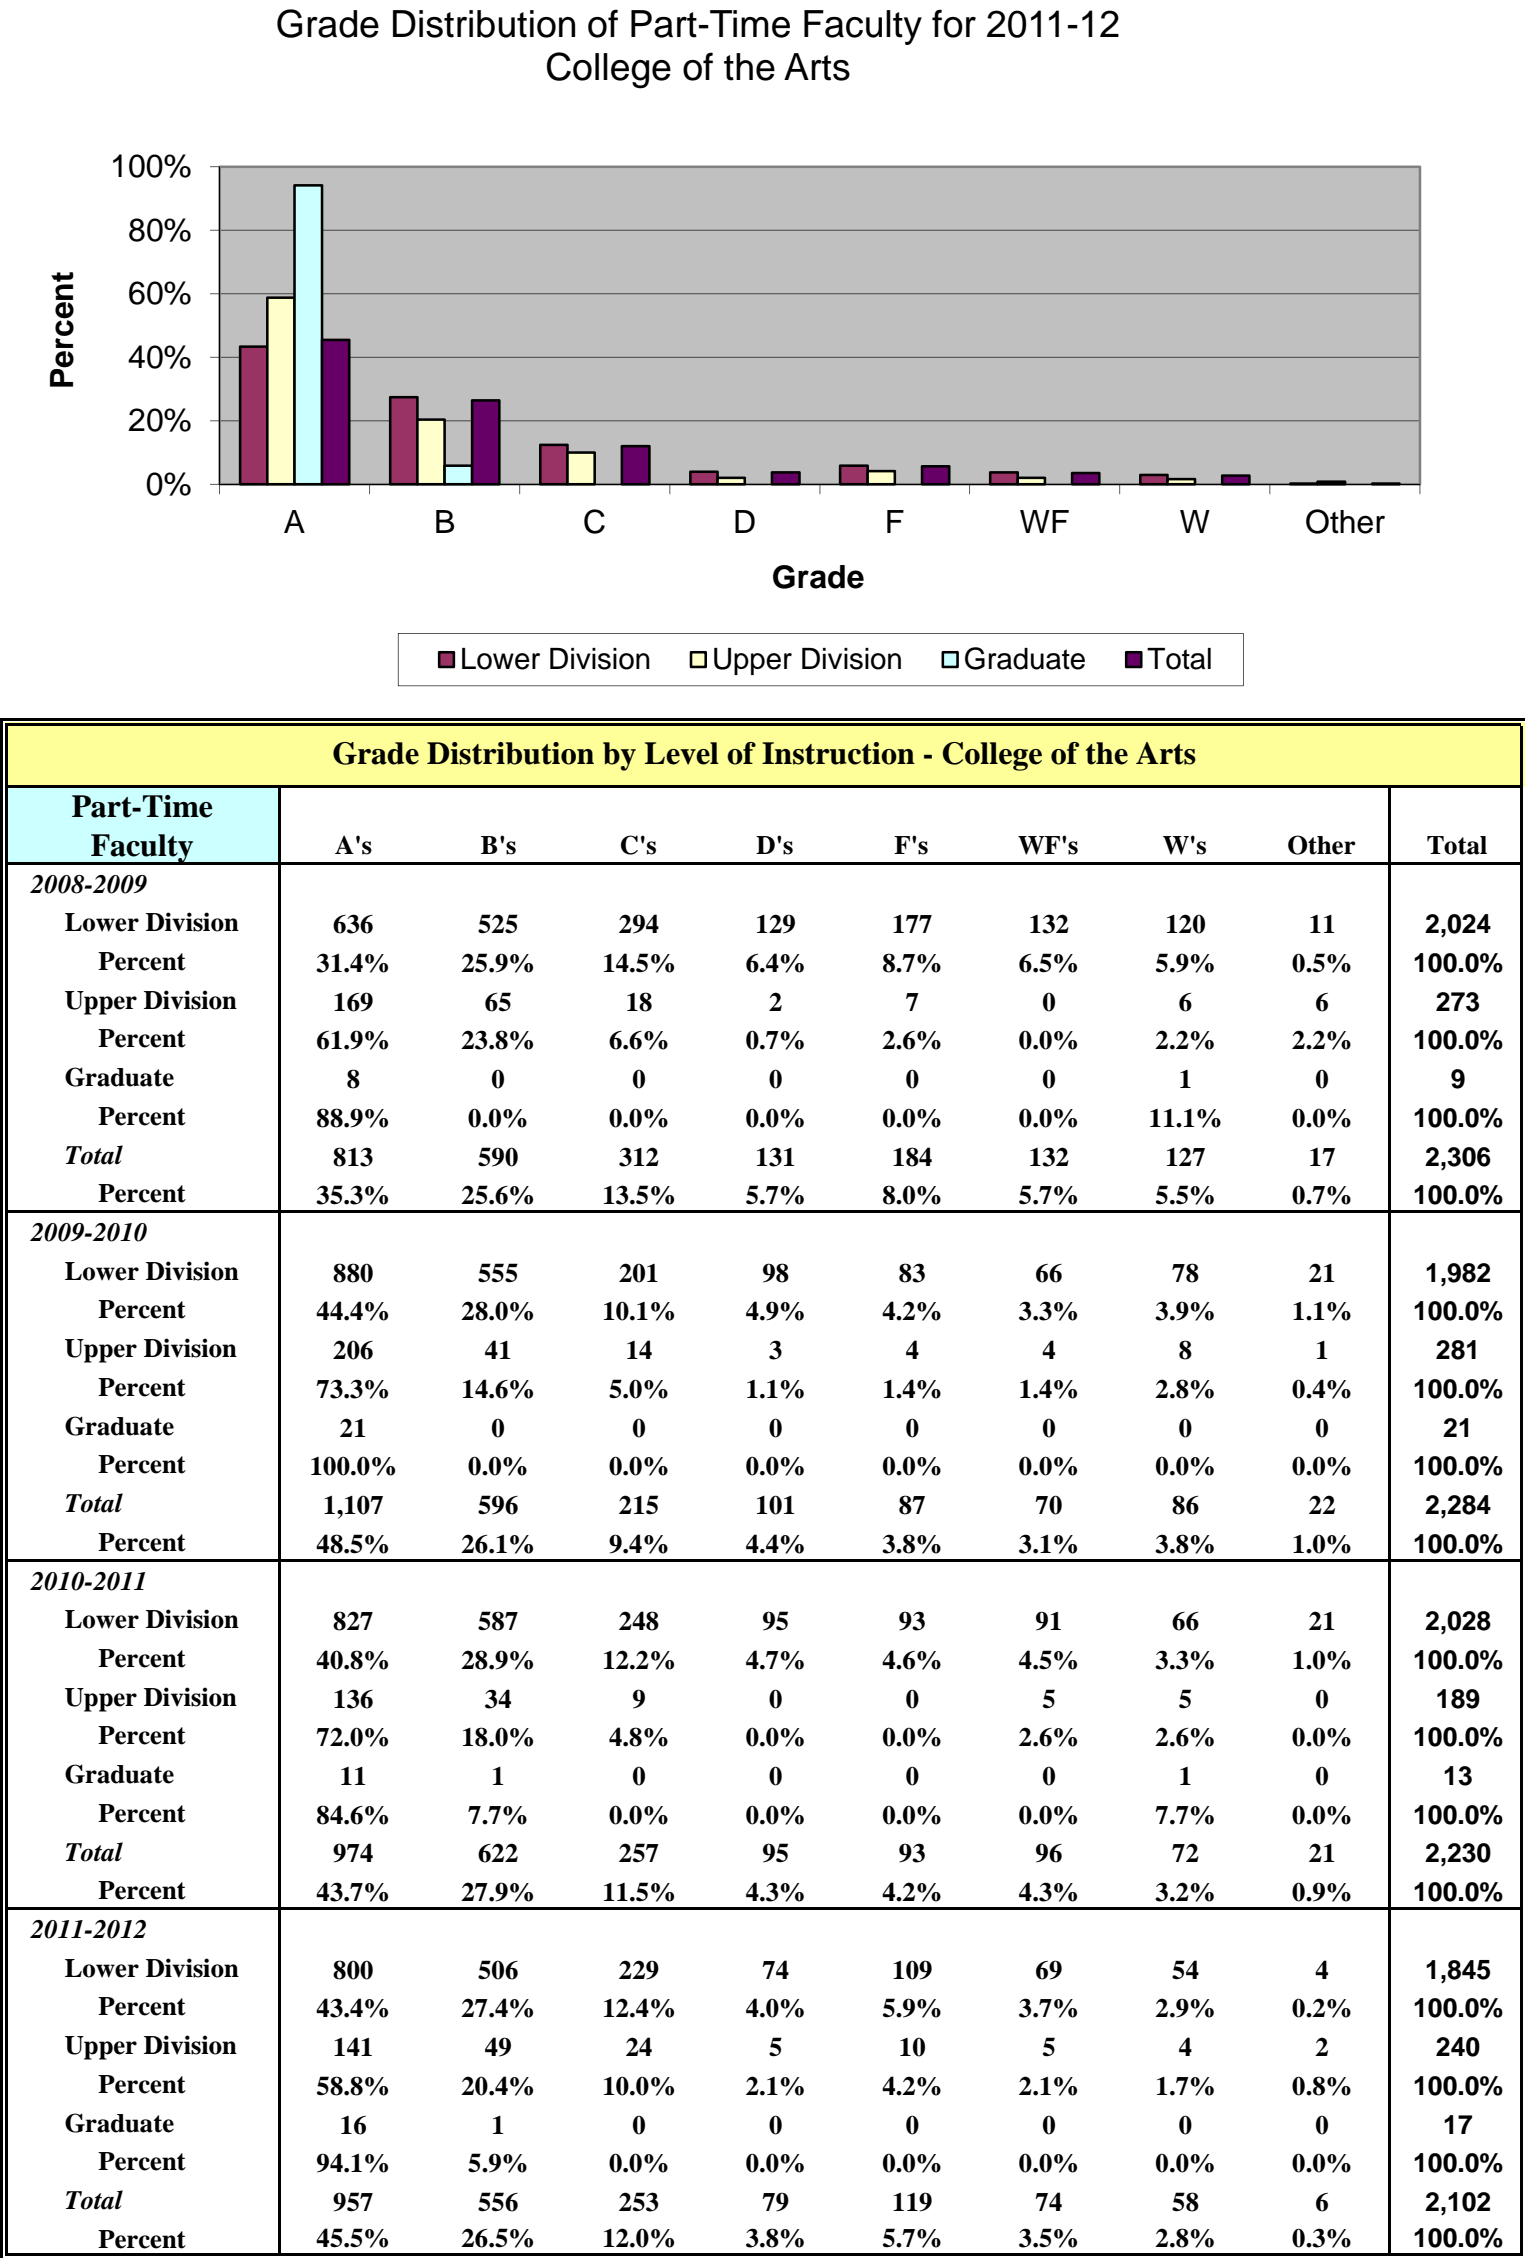 Grade Distribution of Part-Time Faculty for 2011-12
College of the Arts
100%
80%
60%
40%
20%
0%
Percent
A B C D F WF W Other
Grade
Lower Division Upper Division Graduate Total
Grade Distribution by Level of Instruction - College of the Arts
Part-Time
Faculty A's B's C's D's F's WF's W's Other Total
2008-2009
Lower Division 636 525 294 129 177 132 120 11 2,024
Percent 31.4% 25.9% 14.5% 6.4% 8.7% 6.5% 5.9% 0.5% 100.0%
Upper Division 169 65 18 2 7 0 6 6 273
Percent 61.9% 23.8% 6.6% 0.7% 2.6% 0.0% 2.2% 2.2% 100.0%
Graduate 8 0 0 0 0 0 1 0 9
Percent 88.9% 0.0% 0.0% 0.0% 0.0% 0.0% 11.1% 0.0% 100.0%
Total 813 590 312 131 184 132 127 17 2,306
Percent 35.3% 25.6% 13.5% 5.7% 8.0% 5.7% 5.5% 0.7% 100.0%
2009-2010
Lower Division 880 555 201 98 83 66 78 21 1,982
Percent 44.4% 28.0% 10.1% 4.9% 4.2% 3.3% 3.9% 1.1% 100.0%
Upper Division 206 41 14 3 4 4 8 1 281
Percent 73.3% 14.6% 5.0% 1.1% 1.4% 1.4% 2.8% 0.4% 100.0%
Graduate 21 0 0 0 0 0 0 0 21
Percent 100.0% 0.0% 0.0% 0.0% 0.0% 0.0% 0.0% 0.0% 100.0%
Total 1,107 596 215 101 87 70 86 22 2,284
Percent 48.5% 26.1% 9.4% 4.4% 3.8% 3.1% 3.8% 1.0% 100.0%
2010-2011
Lower Division 827 587 248 95 93 91 66 21 2,028
Percent 40.8% 28.9% 12.2% 4.7% 4.6% 4.5% 3.3% 1.0% 100.0%
Upper Division 136 34 9 0 0 5 5 0 189
Percent 72.0% 18.0% 4.8% 0.0% 0.0% 2.6% 2.6% 0.0% 100.0%
Graduate 11 1 0 0 0 0 1 0 13
Percent 84.6% 7.7% 0.0% 0.0% 0.0% 0.0% 7.7% 0.0% 100.0%
Total 974 622 257 95 93 96 72 21 2,230
Percent 43.7% 27.9% 11.5% 4.3% 4.2% 4.3% 3.2% 0.9% 100.0%
2011-2012
Lower Division 800 506 229 74 109 69 54 4 1,845
Percent 43.4% 27.4% 12.4% 4.0% 5.9% 3.7% 2.9% 0.2% 100.0%
Upper Division 141 49 24 5 10 5 4 2 240
Percent 58.8% 20.4% 10.0% 2.1% 4.2% 2.1% 1.7% 0.8% 100.0%
Graduate 16 1 0 0 0 0 0 0 17
Percent 94.1% 5.9% 0.0% 0.0% 0.0% 0.0% 0.0% 0.0% 100.0%
Total 957 556 253 79 119 74 58 6 2,102
Percent 45.5% 26.5% 12.0% 3.8% 5.7% 3.5% 2.8% 0.3% 100.0%